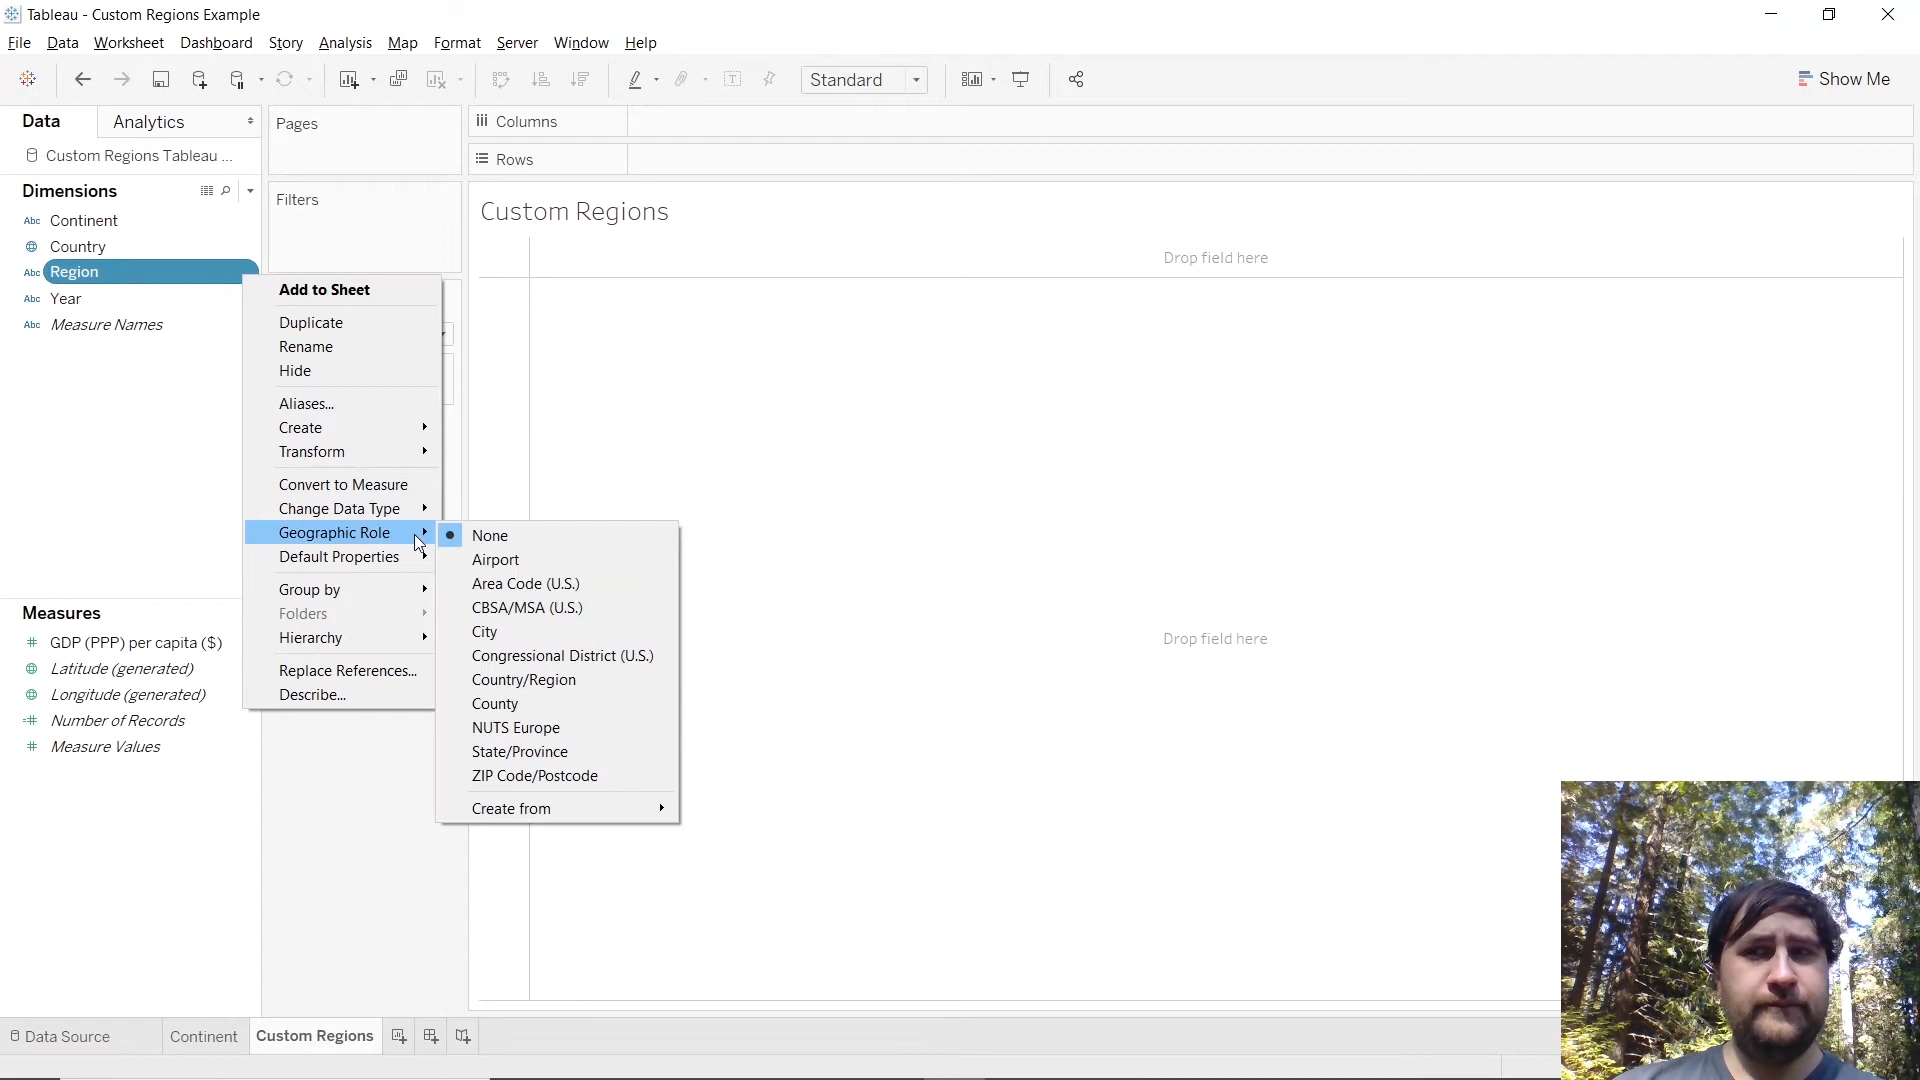 Tableau - Custom Regions Example
File Data Worksheet Dashboard Story Analysis Map Format Server Window Help
Standard
Show Me
Data
Analytics
Custom Regions Tableau ...
Dimensions
Abc Continent
Country
Abc Region
Abc Year
Abc Measure Names
Measures
GDP (PPP) per capita ($)
Latitude (generated)
Longitude (generated)
Number of Records
Measure Values
Pages
Filters
Columns
Rows
Custom Regions
Drop field here
Drop field here
Add to Sheet
Duplicate
Rename
Hide
Aliases...
Create
Transform
Convert to Measure
Change Data Type
Geographic Role
Default Properties
Group by
Folders
Hierarchy
Replace References...
Describe...
None
Airport
Area Code (U.S.)
CBSA/MSA (U.S.)
City
Congressional District (U.S.)
Country/Region
County
NUTS Europe
State/Province
ZIP Code/Postcode
Create from
Data Source
Continent
Custom Regions